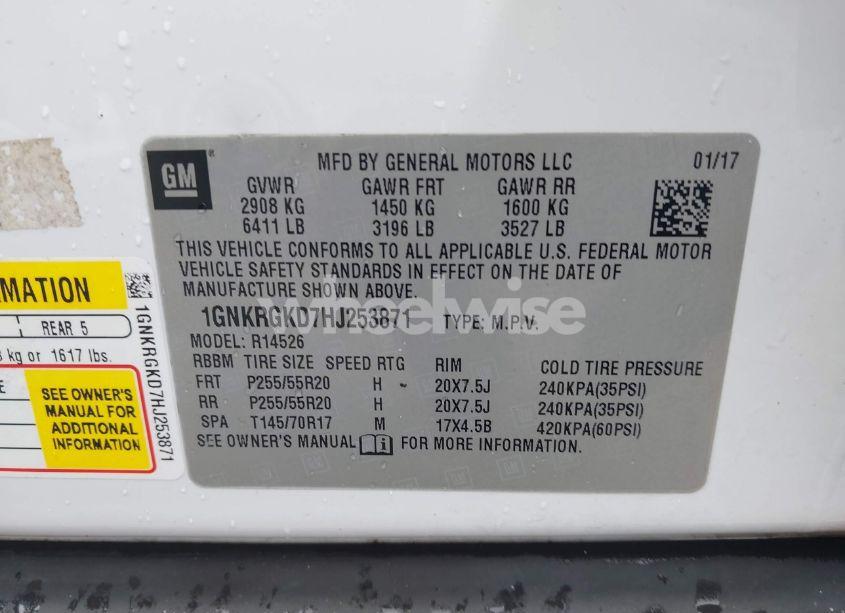 GM
MFD BY GENERAL MOTORS LLC 01/17
GVWR GAWR FRT GAWR RR
2908 KG 1450 KG 1600 KG
6411 LB 3196 LB 3527 LB
THIS VEHICLE CONFORMS TO ALL APPLICABLE U.S. FEDERAL MOTOR
VEHICLE SAFETY STANDARDS IN EFFECT ON THE DATE OF
MANUFACTURE SHOWN ABOVE.
1GNKRGKD7HJ253871 TYPE: M.P.V.
MODEL: R14526
RBBM TIRE SIZE SPEED RTG RIM COLD TIRE PRESSURE
FRT P255/55R20 H 20X7.5J 240KPA(35PSI)
RR P255/55R20 H 20X7.5J 240KPA(35PSI)
SPA T145/70R17 M 17X4.5B 420KPA(60PSI)
SEE OWNER'S MANUAL FOR MORE INFORMATION.
wheelwise
MATION
REAR 5
kg or 1617 lbs.
SEE OWNER'S
MANUAL FOR
ADDITIONAL
INFORMATION
1GNKRGKD7HJ253871